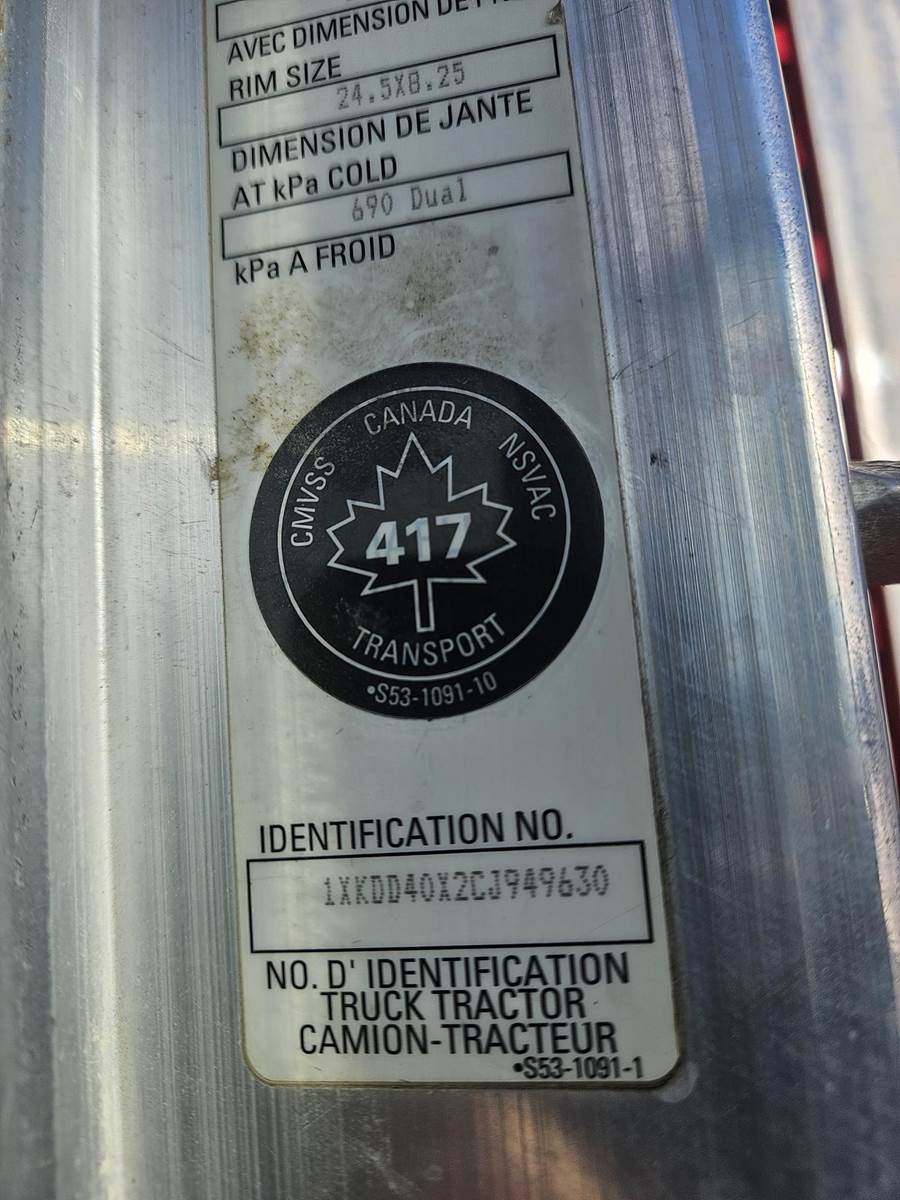 AVEC DIMENSION DE
RIM SIZE
24.5X8.25
DIMENSION DE JANTE
AT kPa COLD
690 Dual
kPa A FROID
CMVSS CANADA NSVAC
417
TRANSPORT
•S53-1091-10
IDENTIFICATION NO.
1XKDD40X2CJ949630
NO. D' IDENTIFICATION
TRUCK TRACTOR
CAMION-TRACTEUR
•S53-1091-1